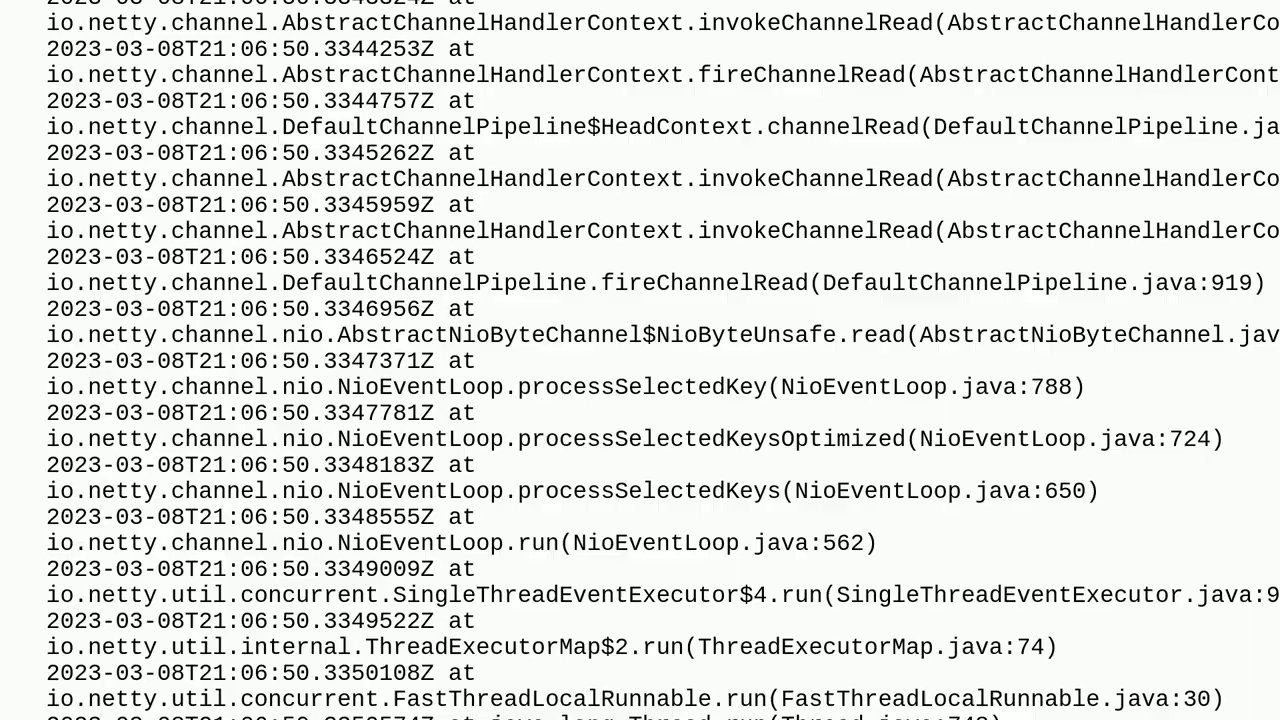 io.netty.channel.AbstractChannelHandlerContext.invokeChannelRead(AbstractChannelHandlerCo
2023-03-08T21:06:50.3344253Z at
io.netty.channel.AbstractChannelHandlerContext.fireChannelRead(AbstractChannelHandlerCont
2023-03-08T21:06:50.3344757Z at
io.netty.channel.DefaultChannelPipeline$HeadContext.channelRead(DefaultChannelPipeline.ja
2023-03-08T21:06:50.3345262Z at
io.netty.channel.AbstractChannelHandlerContext.invokeChannelRead(AbstractChannelHandlerCo
2023-03-08T21:06:50.3345959Z at
io.netty.channel.AbstractChannelHandlerContext.invokeChannelRead(AbstractChannelHandlerCo
2023-03-08T21:06:50.3346524Z at
io.netty.channel.DefaultChannelPipeline.fireChannelRead(DefaultChannelPipeline.java:919)
2023-03-08T21:06:50.3346956Z at
io.netty.channel.nio.AbstractNioByteChannel$NioByteUnsafe.read(AbstractNioByteChannel.jav
2023-03-08T21:06:50.3347371Z at
io.netty.channel.nio.NioEventLoop.processSelectedKey(NioEventLoop.java:788)
2023-03-08T21:06:50.3347781Z at
io.netty.channel.nio.NioEventLoop.processSelectedKeysOptimized(NioEventLoop.java:724)
2023-03-08T21:06:50.3348183Z at
io.netty.channel.nio.NioEventLoop.processSelectedKeys(NioEventLoop.java:650)
2023-03-08T21:06:50.3348555Z at
io.netty.channel.nio.NioEventLoop.run(NioEventLoop.java:562)
2023-03-08T21:06:50.3349009Z at
io.netty.util.concurrent.SingleThreadEventExecutor$4.run(SingleThreadEventExecutor.java:9
2023-03-08T21:06:50.3349522Z at
io.netty.util.internal.ThreadExecutorMap$2.run(ThreadExecutorMap.java:74)
2023-03-08T21:06:50.3350108Z at
io.netty.util.concurrent.FastThreadLocalRunnable.run(FastThreadLocalRunnable.java:30)